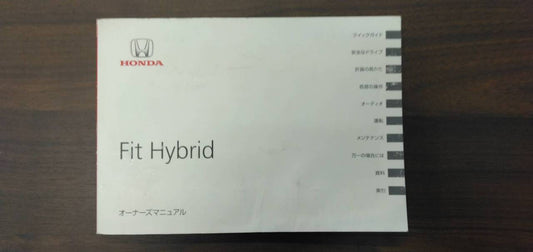 HONDA
Fit Hybrid
オーナーズマニュアル
クイックガイド
安全なドライブ
計器の見かた
各部の操作
オーディオ
運転
メンテナンス
万一の場合には
資料
索引